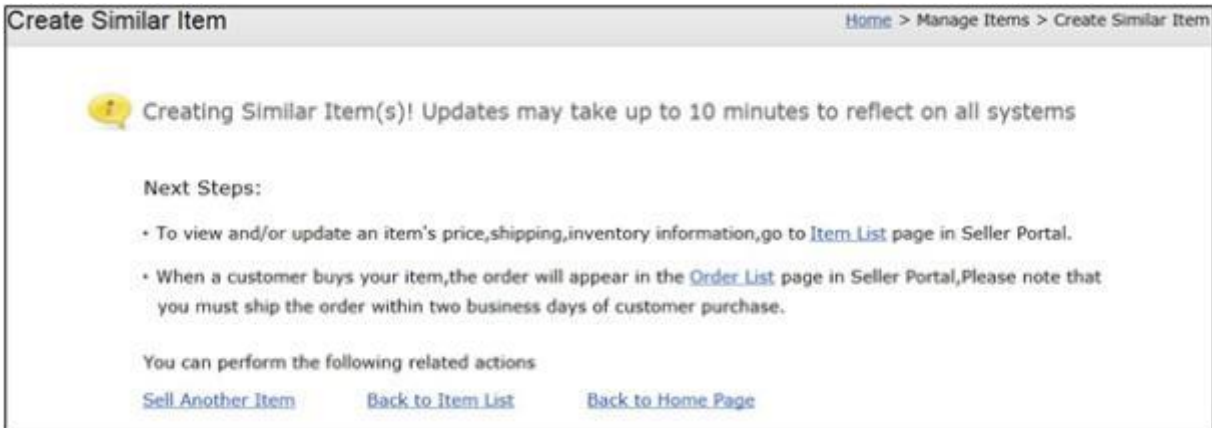 Create Similar Item
Home > Manage Items > Create Similar Item
Creating Similar Item(s)! Updates may take up to 10 minutes to reflect on all systems
Next Steps:
• To view and/or update an item's price,shipping,inventory information,go to Item List page in Seller Portal.
• When a customer buys your item,the order will appear in the Order List page in Seller Portal,Please note that
you must ship the order within two business days of customer purchase.
You can perform the following related actions
Sell Another Item Back to Item List Back to Home Page